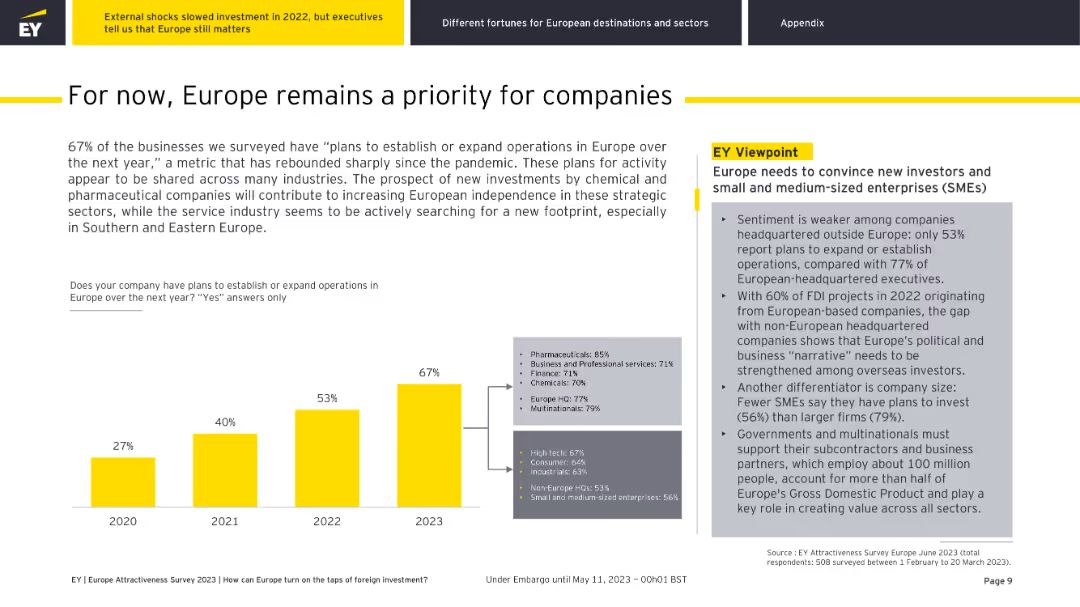 EY
External shocks slowed investment in 2022, but executives
tell us that Europe still matters
Different fortunes for European destinations and sectors
Appendix
For now, Europe remains a priority for companies
67% of the businesses we surveyed have “plans to establish or expand operations in Europe over
the next year,” a metric that has rebounded sharply since the pandemic. These plans for activity
appear to be shared across many industries. The prospect of new investments by chemical and
pharmaceutical companies will contribute to increasing European independence in these strategic
sectors, while the service industry seems to be actively searching for a new footprint, especially
in Southern and Eastern Europe.
Does your company have plans to establish or expand operations in
Europe over the next year? “Yes” answers only
27%
40%
53%
67%
2020
2021
2022
2023
• Pharmaceuticals: 85%
• Business and Professional services: 71%
• Finance: 71%
• Chemicals: 70%
• Europe HQ: 77%
• Multinationals: 79%
• High-tech: 67%
• Consumer: 64%
• Industrials: 63%
• Non-Europe HQs: 53%
• Small and medium-sized enterprises: 56%
EY Viewpoint
Europe needs to convince new investors and
small and medium-sized enterprises (SMEs)
‣ Sentiment is weaker among companies
headquartered outside Europe: only 53%
report plans to expand or establish
operations, compared with 77% of
European-headquartered executives.
‣ With 60% of FDI projects in 2022 originating
from European-based companies, the gap
with non-European headquartered
companies shows that Europe's political and
business “narrative” needs to be
strengthened among overseas investors.
‣ Another differentiator is company size:
Fewer SMEs say they have plans to invest
(56%) than larger firms (79%).
‣ Governments and multinationals must
support their subcontractors and business
partners, which employ about 100 million
people, account for more than half of
Europe's Gross Domestic Product and play a
key role in creating value across all sectors.
Source : EY Attractiveness Survey Europe June 2023 (total
respondents: 508 surveyed between 1 February to 20 March 2023).
EY | Europe Attractiveness Survey 2023 | How can Europe turn on the taps of foreign investment?
Under Embargo until May 11, 2023 – 00h01 BST
Page 9